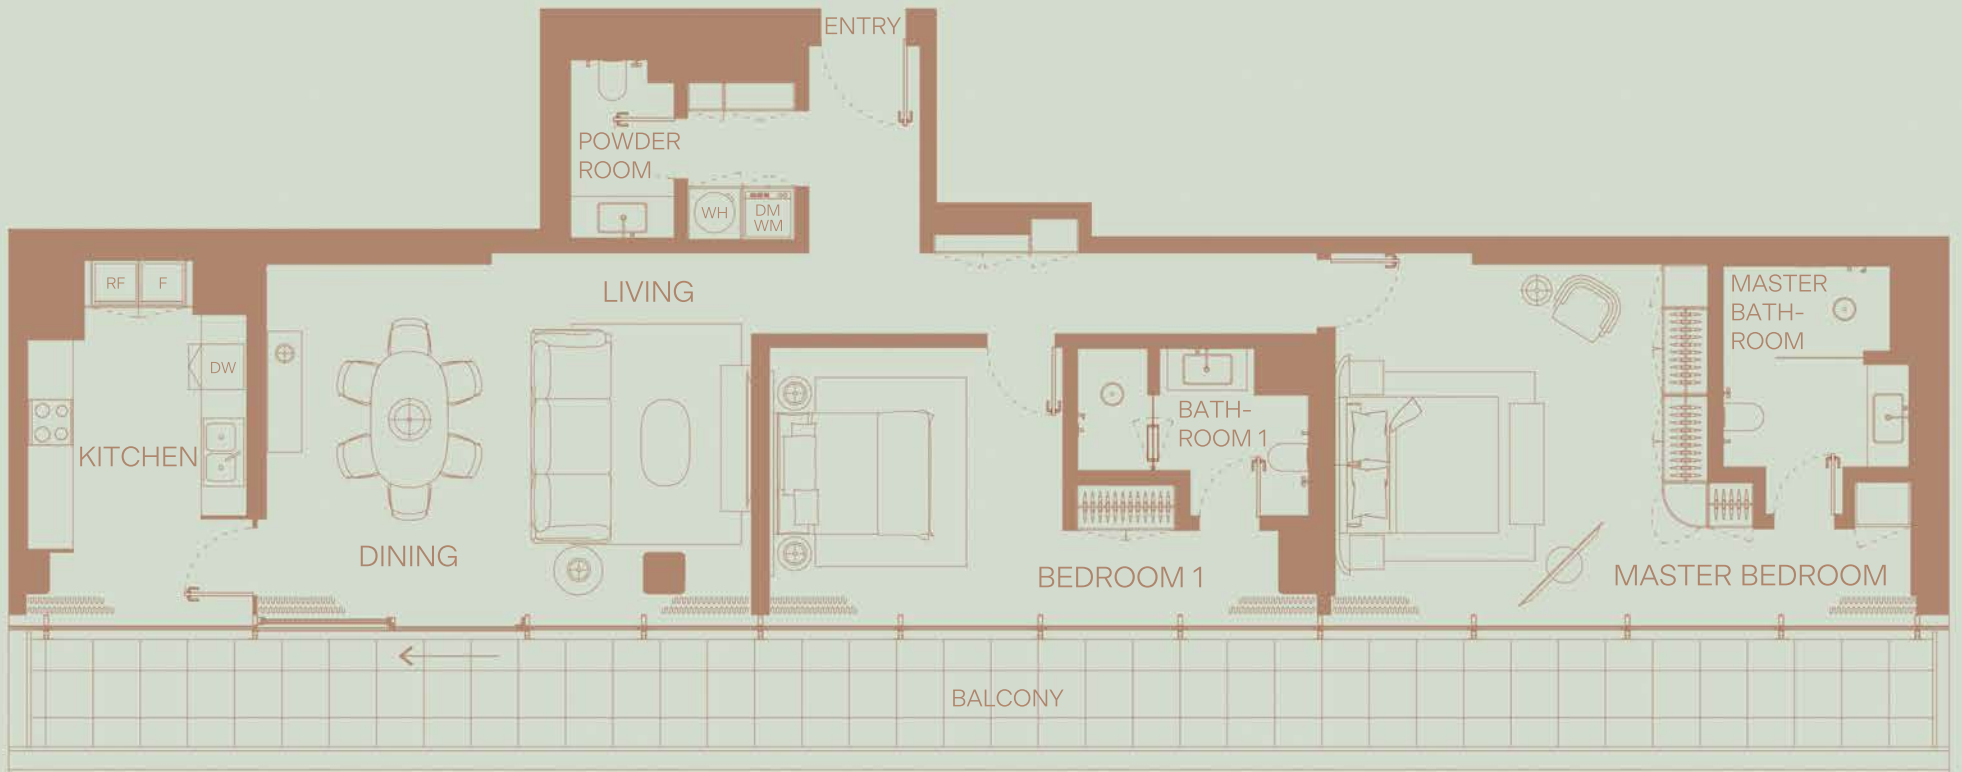 ENTRY
POWDER
ROOM
WH
DM
WM
RF
F
LIVING
MASTER
BATH-
ROOM
DW
KITCHEN
BATH-
ROOM 1
DINING
BEDROOM 1
MASTER BEDROOM
BALCONY